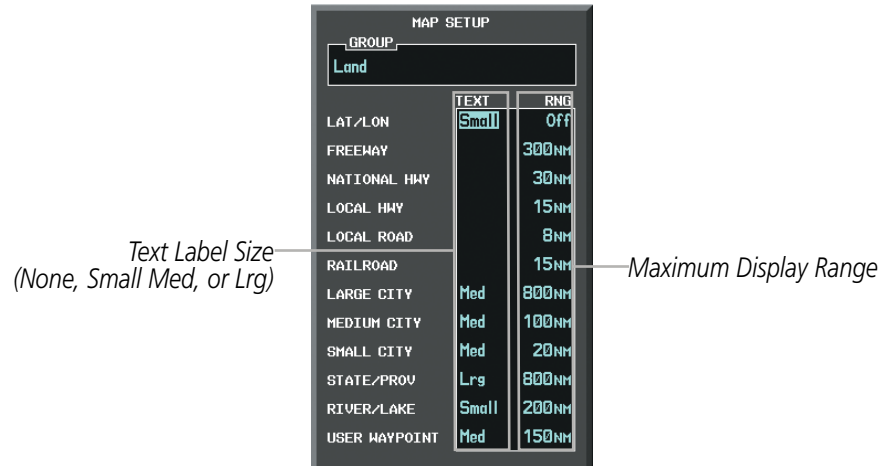 MAP SETUP
GROUP
Land
TEXT RNG
LAT/LON Small Off
FREEWAY 300NM
NATIONAL HWY 30NM
LOCAL HWY 15NM
LOCAL ROAD 8NM
RAILROAD 15NM
LARGE CITY Med 800NM
MEDIUM CITY Med 100NM
SMALL CITY Med 20NM
STATE/PROV Lrg 800NM
RIVER/LAKE Small 200NM
USER WAYPOINT Med 150NM
Text Label Size
(None, Small Med, or Lrg)
Maximum Display Range